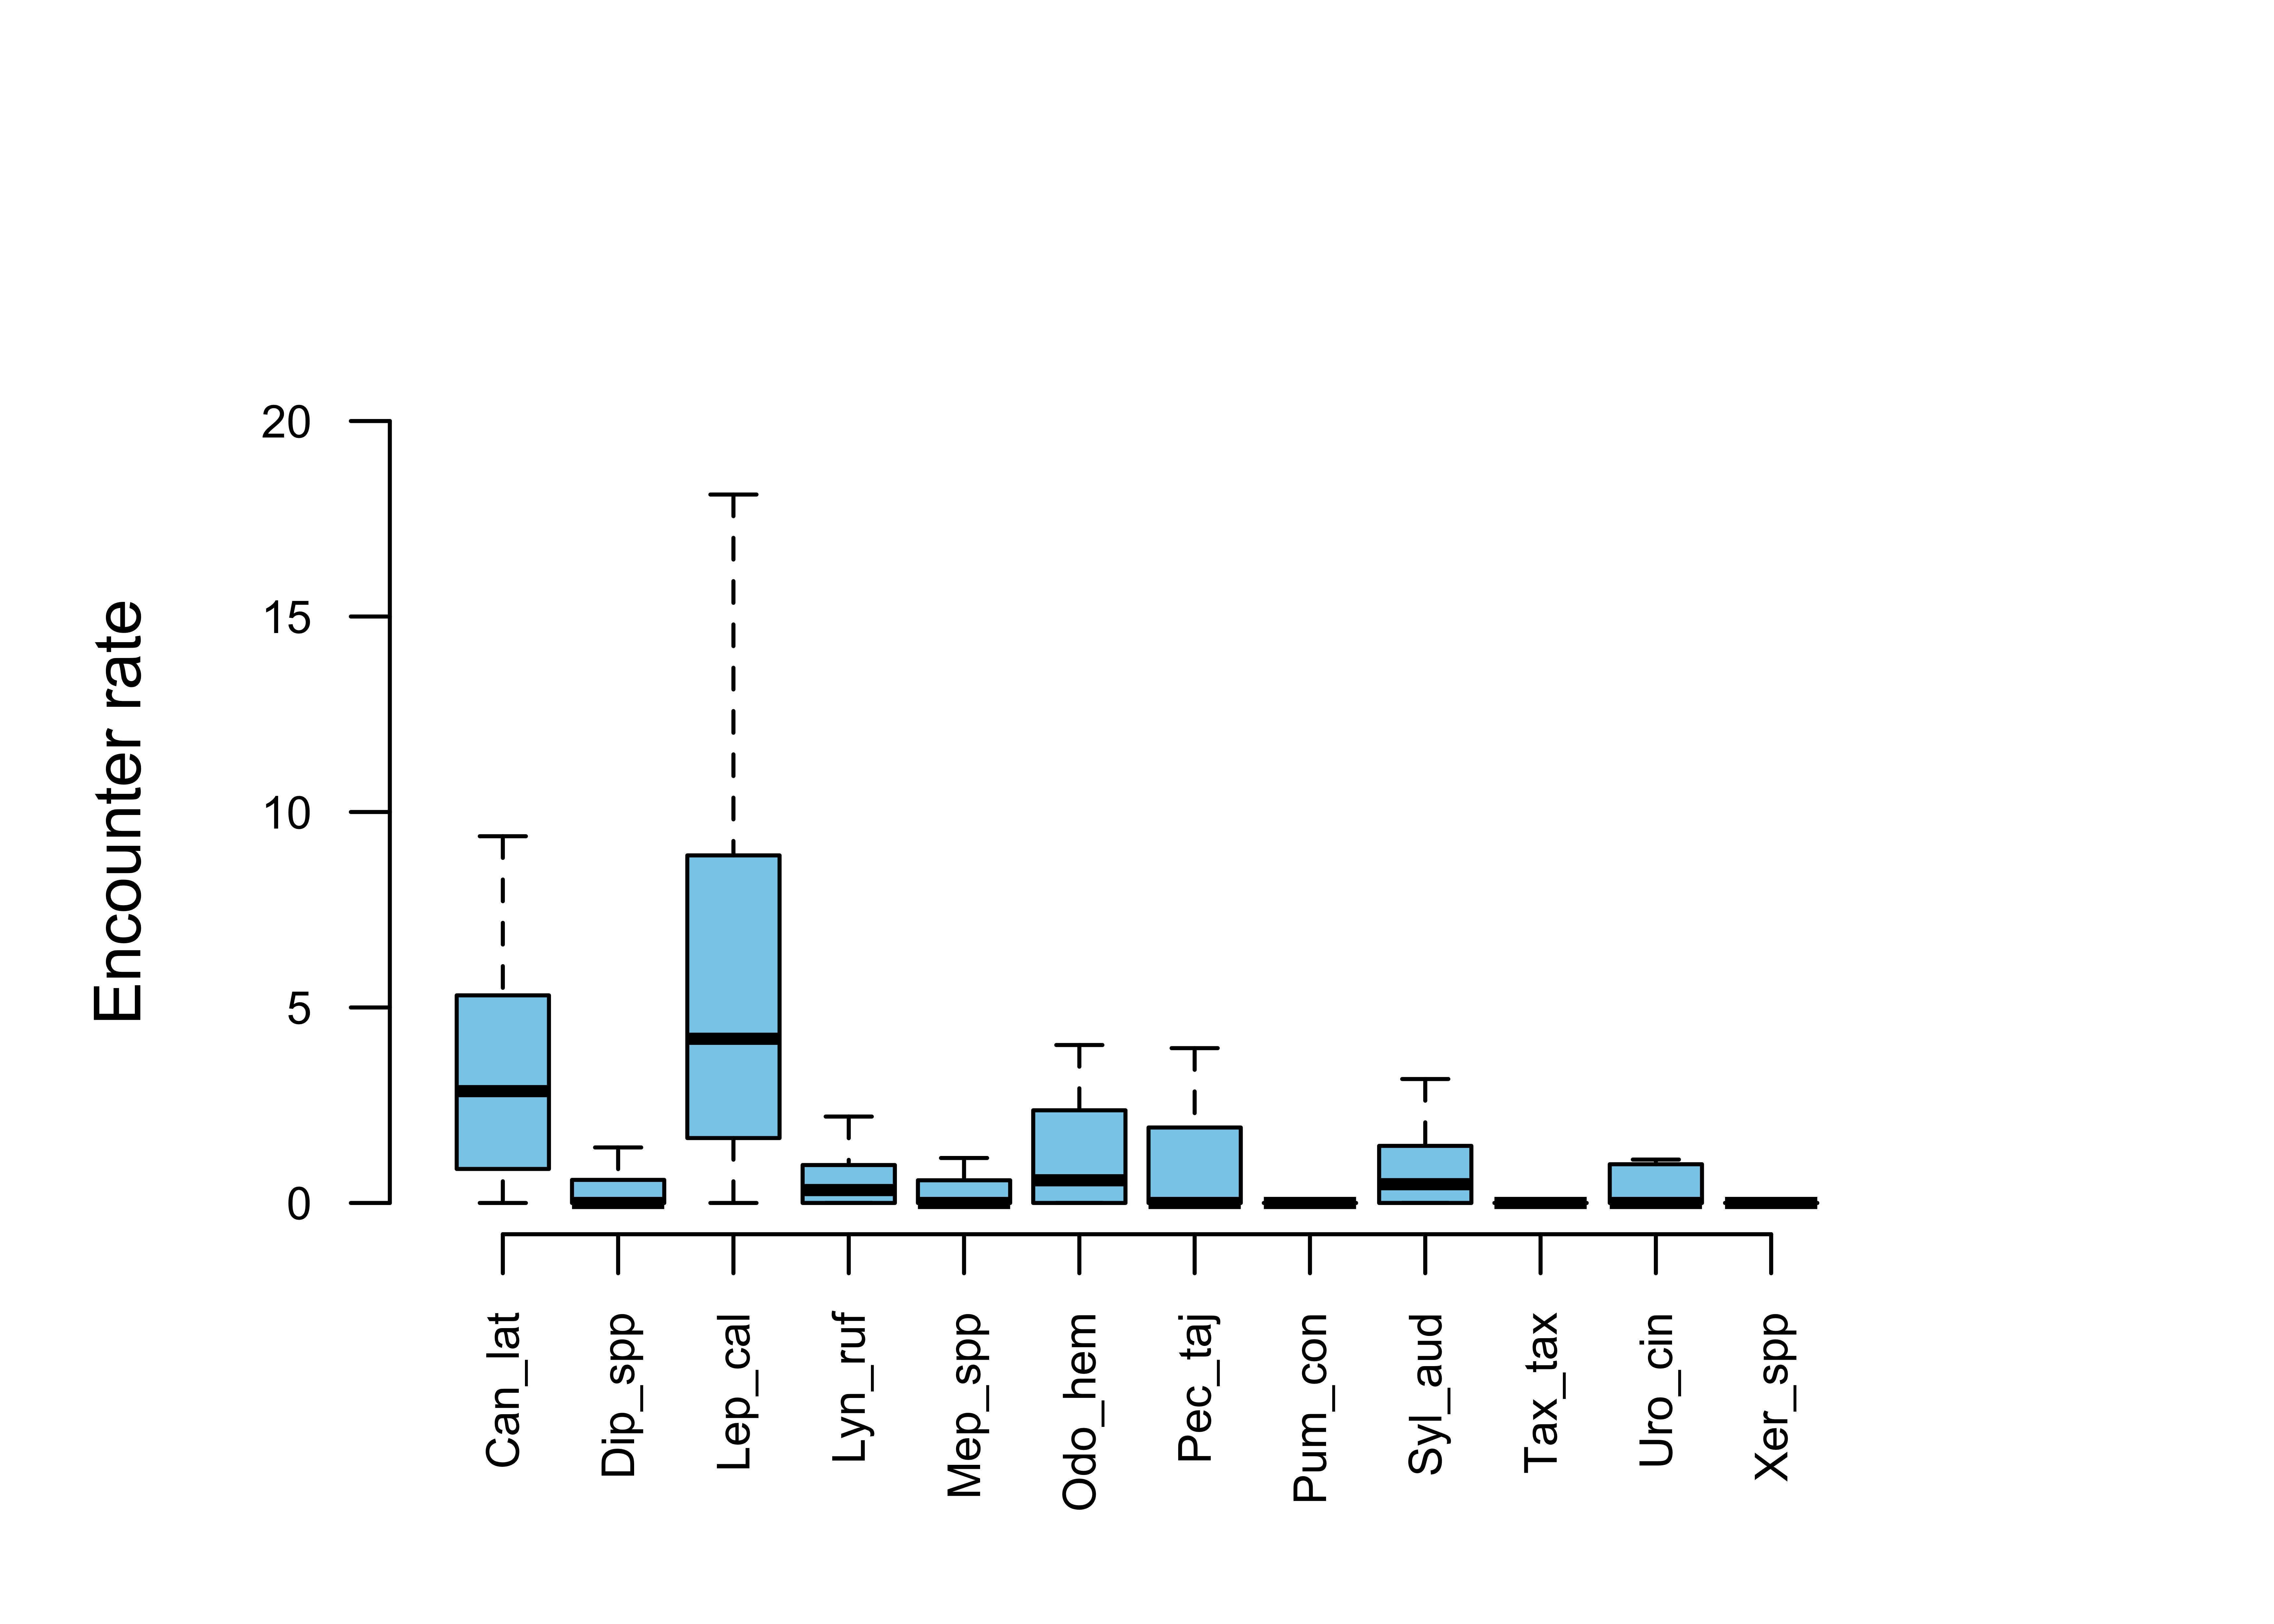 Encounter rate
20
15
10
5
0
Can_lat
Dip_spp
Lep_cal
Lyn_ruf
Mep_spp
Odo_hem
Pec_taj
Pum_con
Syl_aud
Tax_tax
Uro_cin
Xer_spp